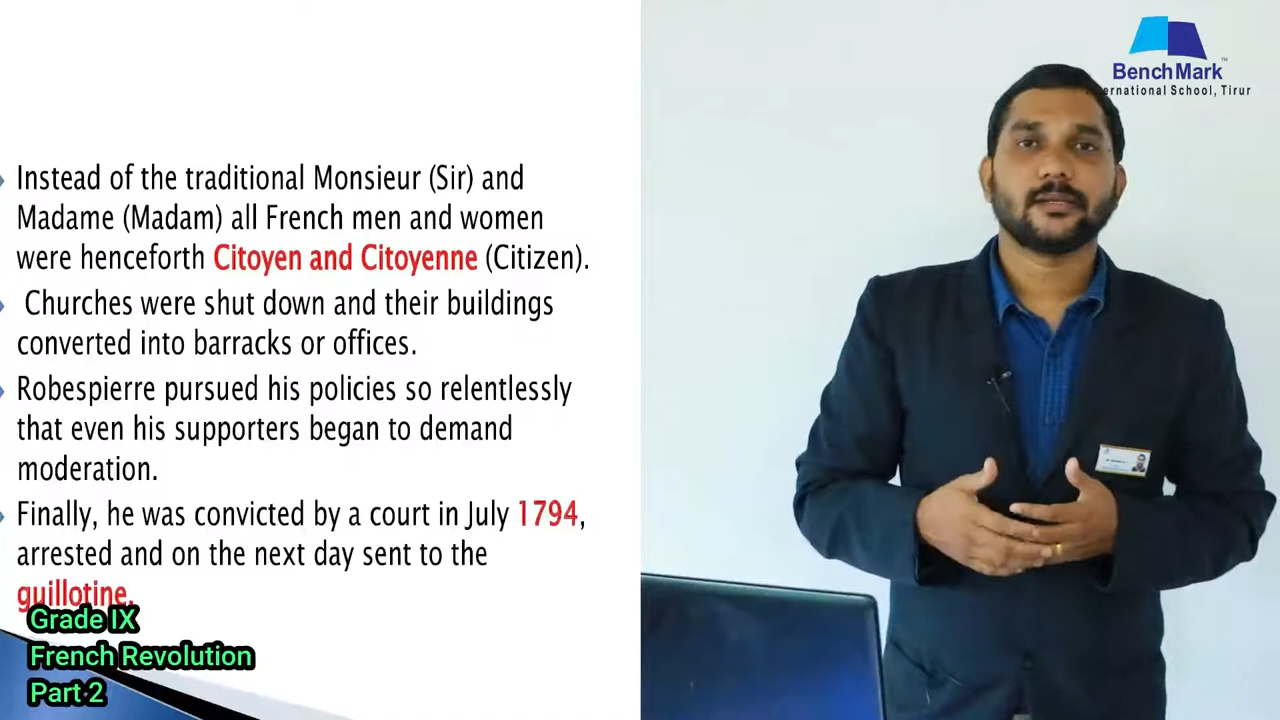 Instead of the traditional Monsieur (Sir) and
Madame (Madam) all French men and women
were henceforth Citoyen and Citoyenne (Citizen).
Churches were shut down and their buildings
converted into barracks or offices.
Robespierre pursued his policies so relentlessly
that even his supporters began to demand
moderation.
Finally, he was convicted by a court in July 1794,
arrested and on the next day sent to the
guillotine.
Grade IX
French Revolution
Part 2
BenchMark™
ernational School, Tirur